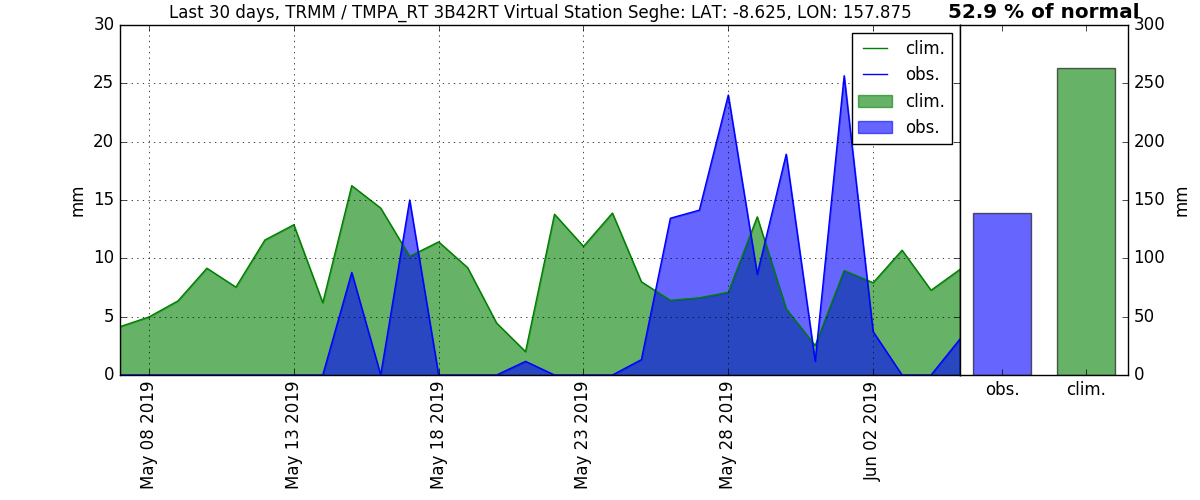 Last 30 days, TRMM / TMPA_RT 3B42RT Virtual Station Seghe: LAT: -8.625, LON: 157.875
52.9 % of normal
30
25
20
15
10
5
0
mm
clim.
obs.
clim.
obs.
May 08 2019
May 13 2019
May 18 2019
May 23 2019
May 28 2019
Jun 02 2019
300
250
200
150
100
50
0
mm
obs.
clim.